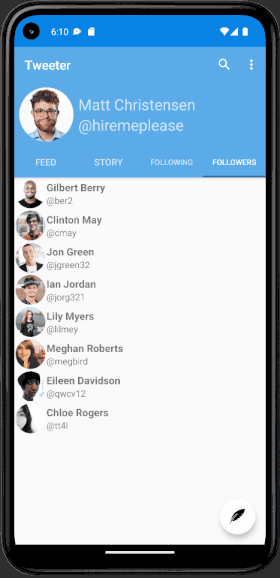 6:10
Tweeter
Matt Christensen
@hiremeplease
FEED STORY FOLLOWING FOLLOWERS
Gilbert Berry
@ber2
Clinton May
@cmay
Jon Green
@jgreen32
Ian Jordan
@jorg321
Lily Myers
@lilmey
Meghan Roberts
@megbird
Eileen Davidson
@qwcv12
Chloe Rogers
@tt4l